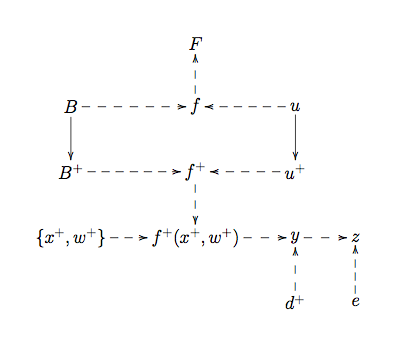 F
B f u
B⁺ f⁺ u⁺
{x⁺, w⁺} f⁺(x⁺, w⁺) y z
d⁺ e